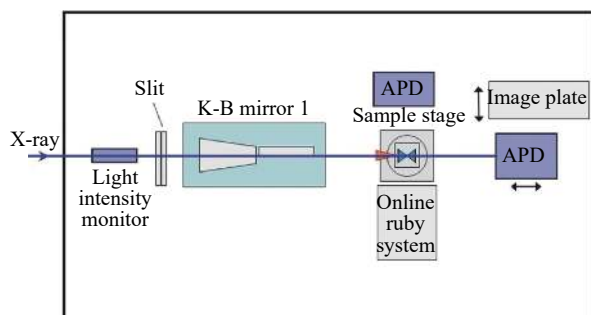 X-ray
Light
intensity
monitor
Slit
K-B mirror 1
APD
Sample stage
Online
ruby
system
Image plate
APD